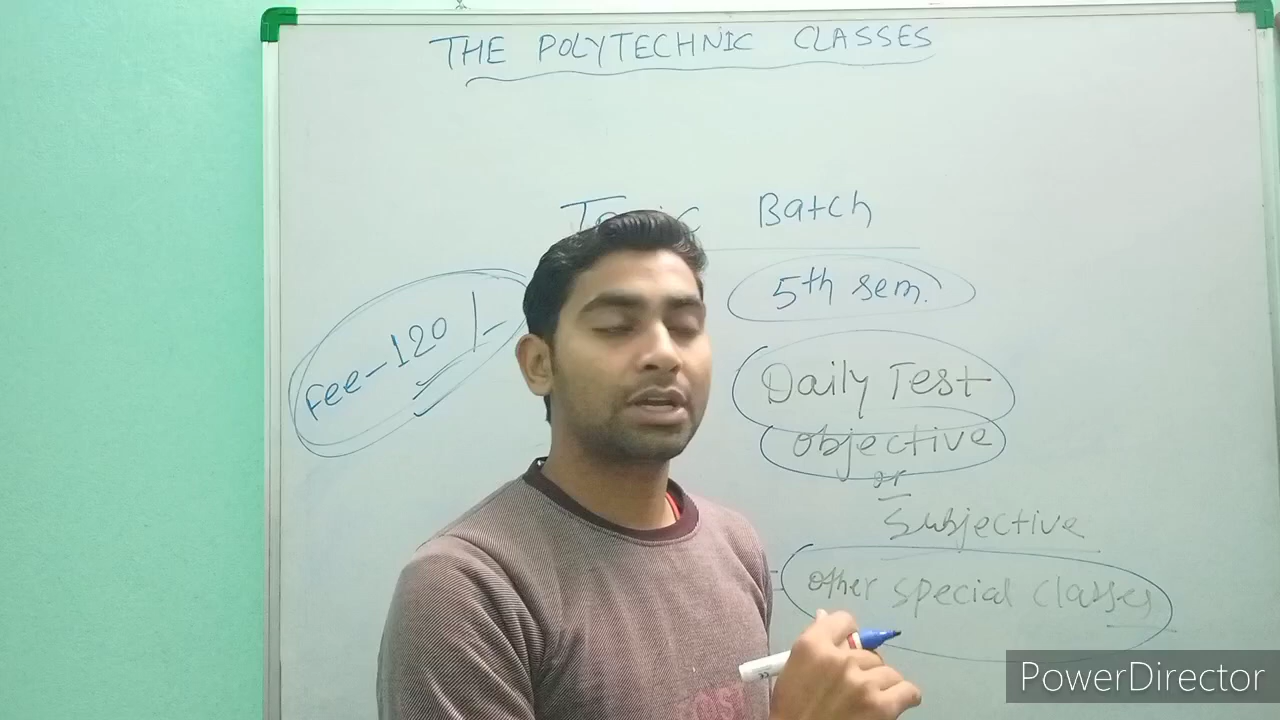 THE POLYTECHNIC CLASSES
Batch
5th sem.
Fee-120/-
Daily Test
objective
or
Subjective
other special classes
PowerDirector